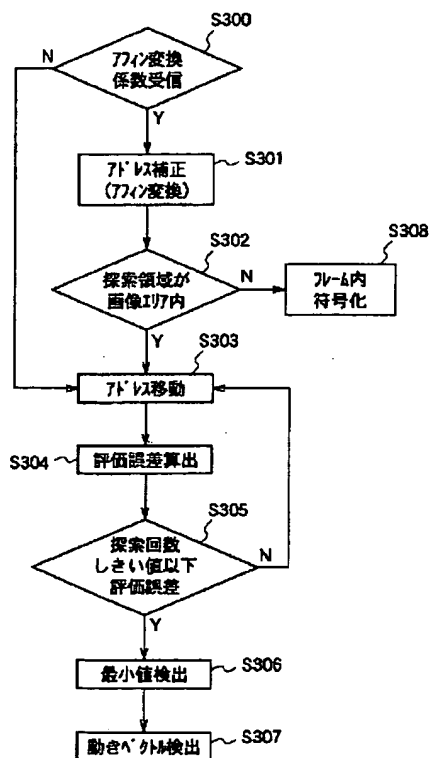 S300
N
アフィン変換
係数受信
Y
S301
アドレス補正
(アフィン変換)
S302
S308
探索領域が
画像エリア内
N
フレーム内
符号化
Y
S303
アドレス移動
S304
評価誤差算出
S305
探索回数
しきい値以下
評価誤差
N
Y
最小値検出
S306
動きベクトル検出
S307